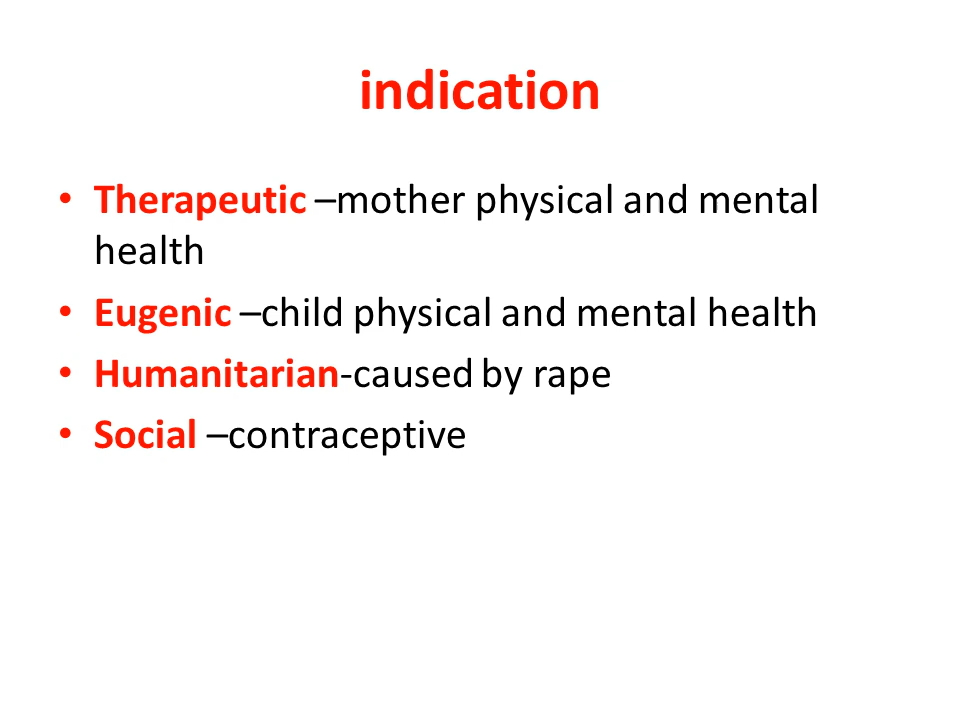 indication
• Therapeutic –mother physical and mental
health
• Eugenic –child physical and mental health
• Humanitarian-caused by rape
• Social –contraceptive